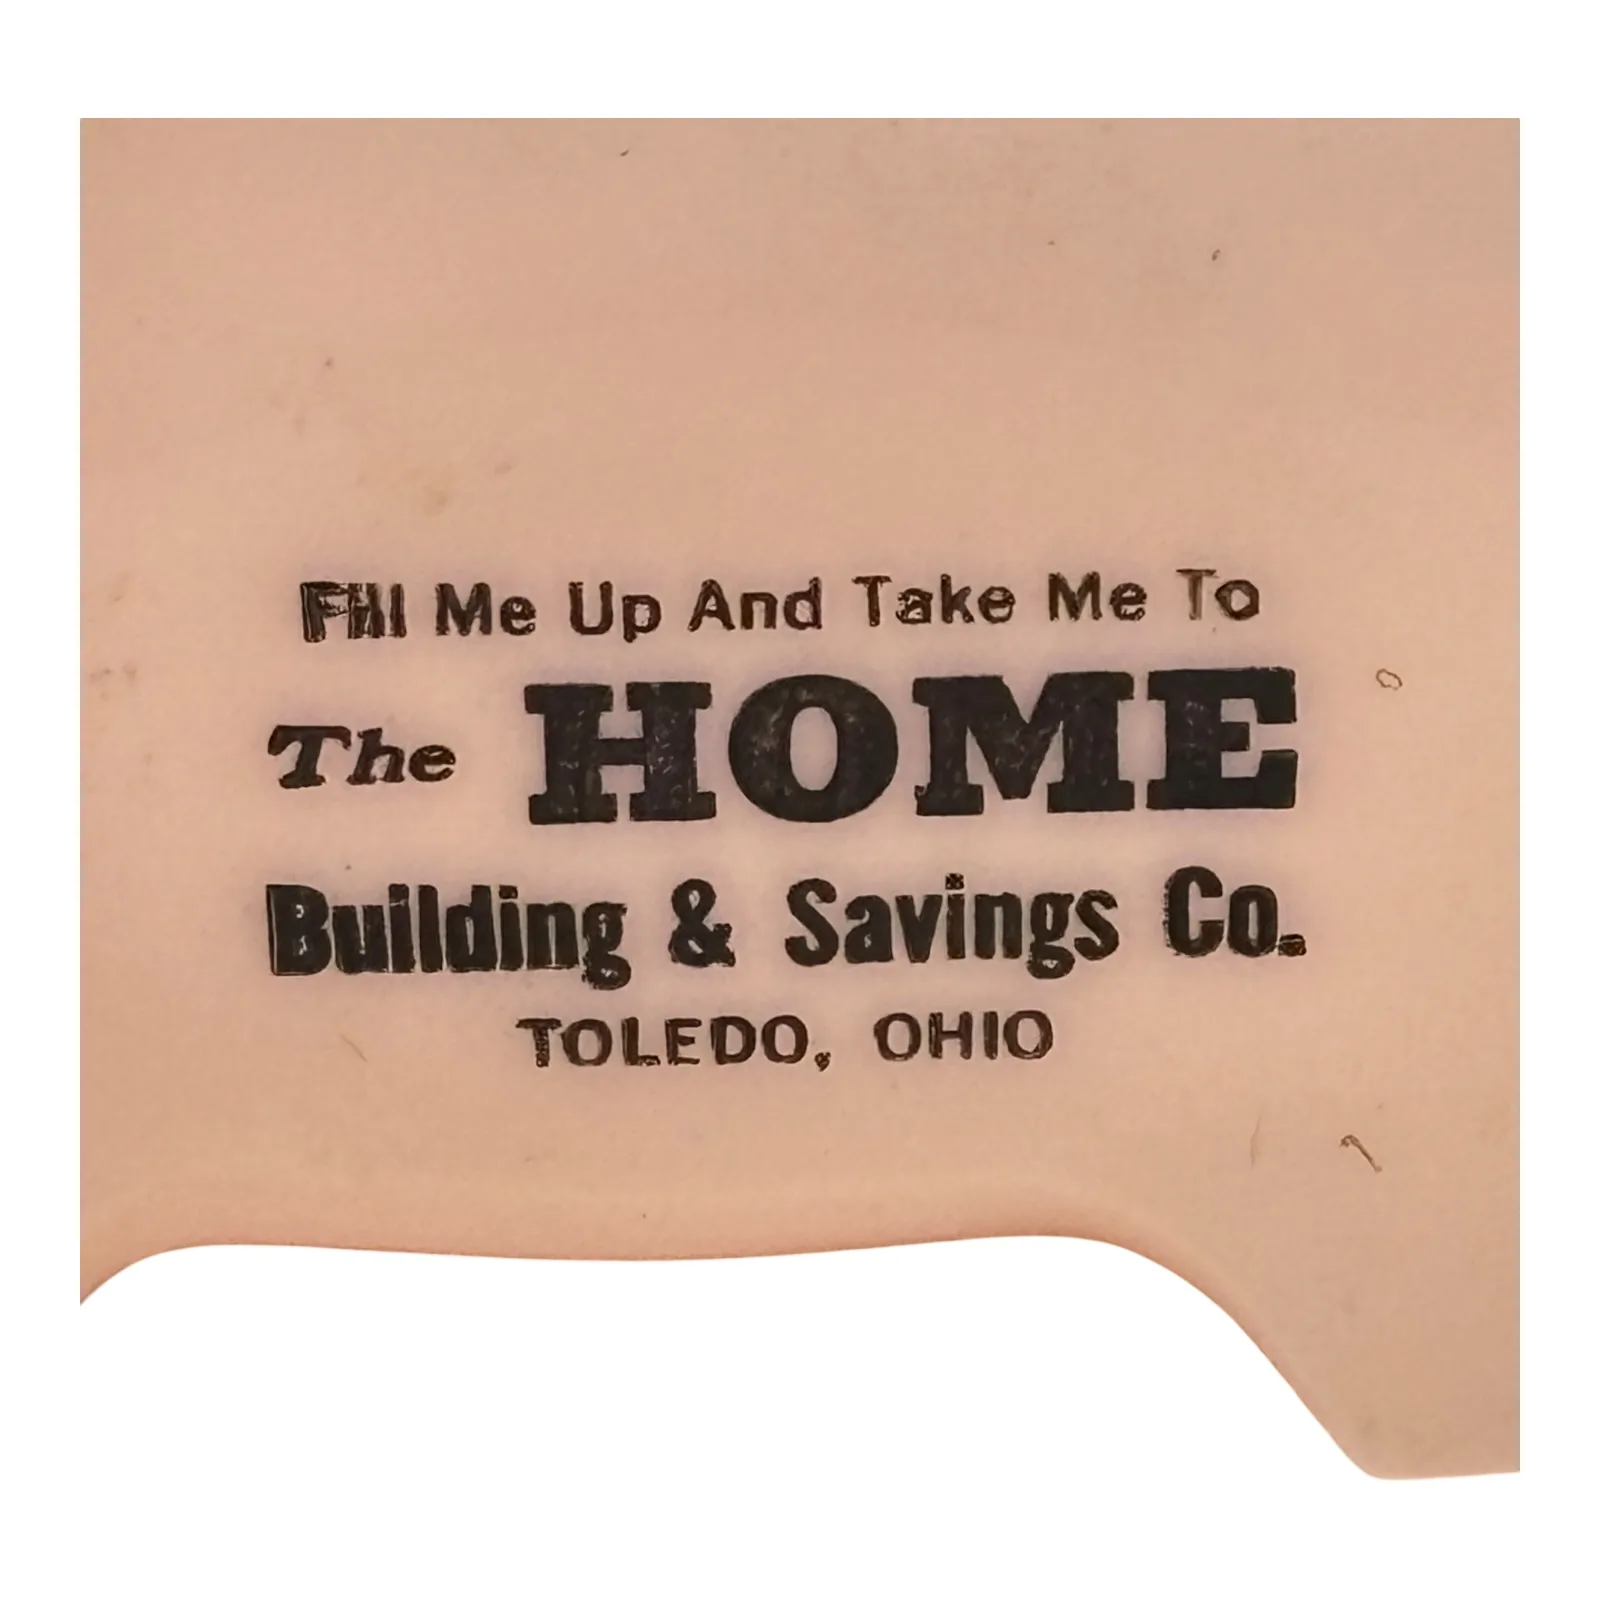 Fill Me Up And Take Me To
The HOME
Building & Savings Co.
TOLEDO, OHIO